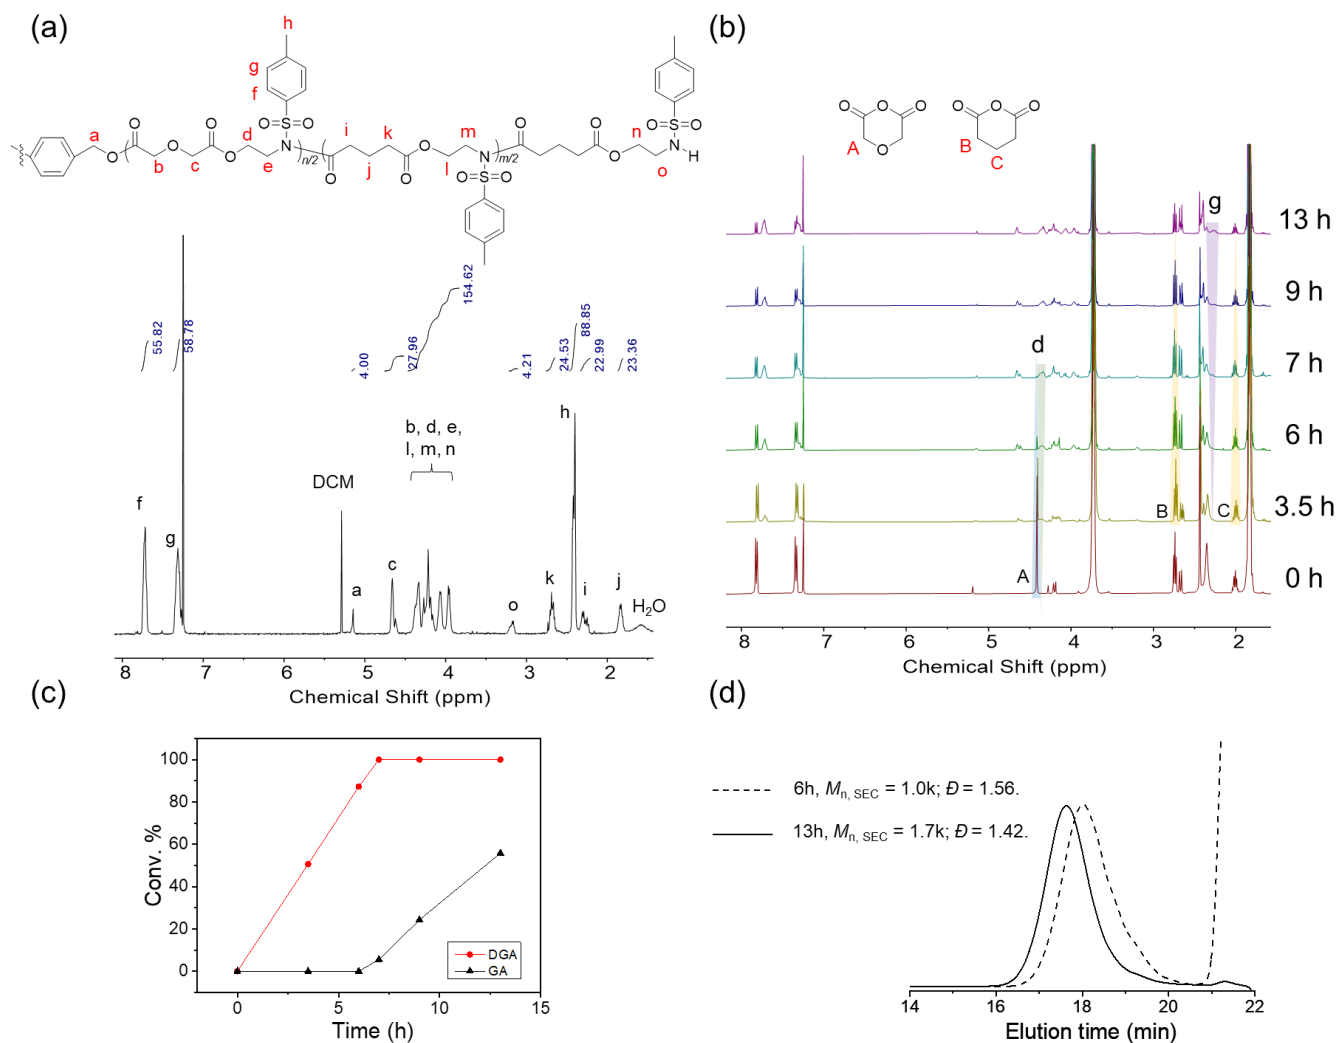 (a)
h
g
f
O
S
O
a
O
O
O
O
b
c
O
d
e
N
n/2
i
k
O
j
O
O
l
m
N
m/2
O
S
O
O
O
n
O
S
O
N
H
o
55.82
58.78
4.00
27.96
154.62
4.21
24.53
88.85
22.99
23.36
f
g
DCM
a
c
b, d, e,
l, m, n
o
k
h
i
j
H₂O
8 7 6 5 4 3 2
Chemical Shift (ppm)
(b)
O O O
A O
O O O
B
C
g
d
A
B
C
13 h
9 h
7 h
6 h
3.5 h
0 h
8 7 6 5 4 3 2
Chemical Shift (ppm)
(c)
Conv. %
100
80
60
40
20
0
DGA
GA
0 5 10 15
Time (h)
(d)
6h, Mn, SEC = 1.0k; Đ = 1.56.
13h, Mn, SEC = 1.7k; Đ = 1.42.
14 16 18 20 22
Elution time (min)